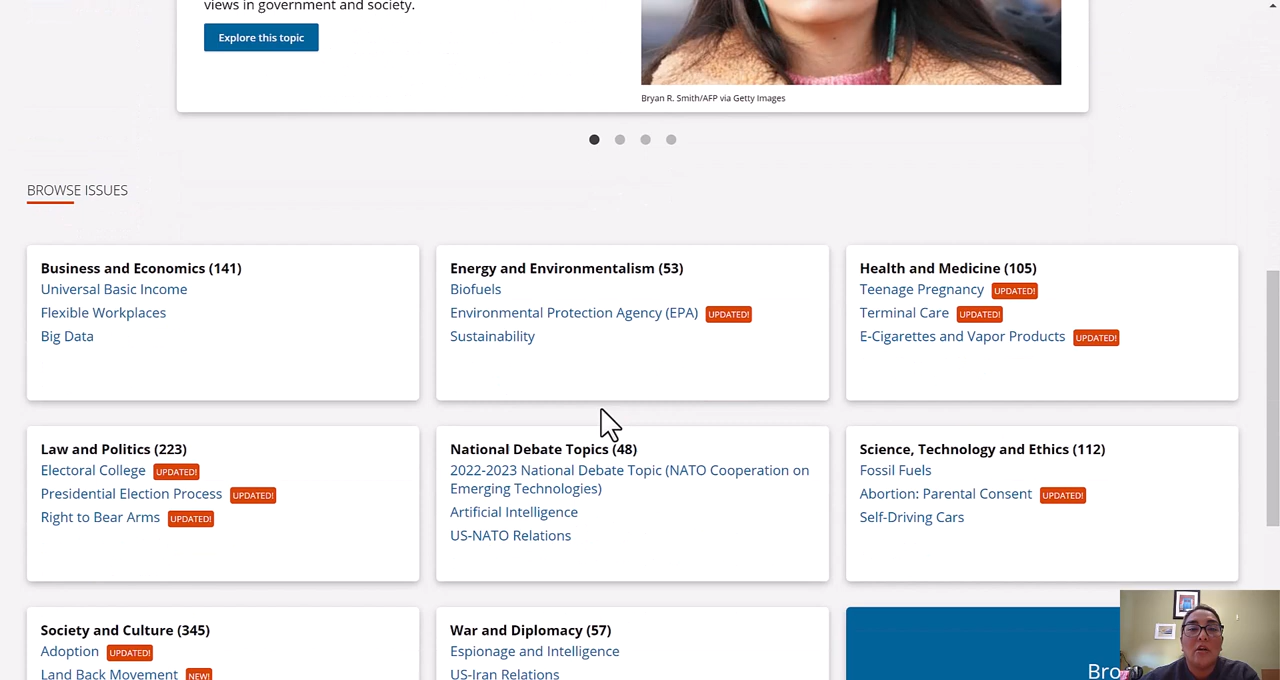 views in government and society.
Explore this topic
Bryan R. Smith/AFP via Getty Images
BROWSE ISSUES
Business and Economics (141)
Universal Basic Income
Flexible Workplaces
Big Data
Energy and Environmentalism (53)
Biofuels
Environmental Protection Agency (EPA) UPDATED!
Sustainability
Health and Medicine (105)
Teenage Pregnancy UPDATED!
Terminal Care UPDATED!
E-Cigarettes and Vapor Products UPDATED!
Law and Politics (223)
Electoral College UPDATED!
Presidential Election Process UPDATED!
Right to Bear Arms UPDATED!
National Debate Topics (48)
2022-2023 National Debate Topic (NATO Cooperation on
Emerging Technologies)
Artificial Intelligence
US-NATO Relations
Science, Technology and Ethics (112)
Fossil Fuels
Abortion: Parental Consent UPDATED!
Self-Driving Cars
Society and Culture (345)
Adoption UPDATED!
Land Back Movement NEW!
War and Diplomacy (57)
Espionage and Intelligence
US-Iran Relations